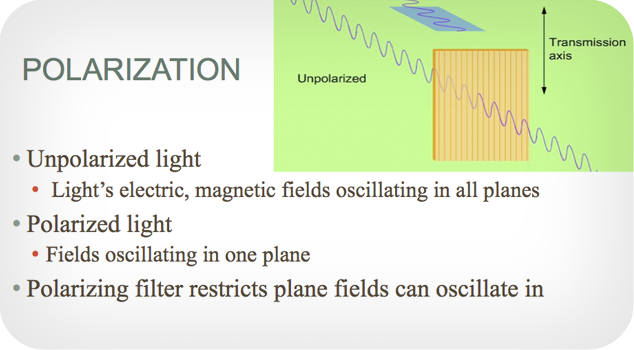 POLARIZATION
Unpolarized
Transmission
axis
• Unpolarized light
• Light's electric, magnetic fields oscillating in all planes
• Polarized light
• Fields oscillating in one plane
• Polarizing filter restricts plane fields can oscillate in